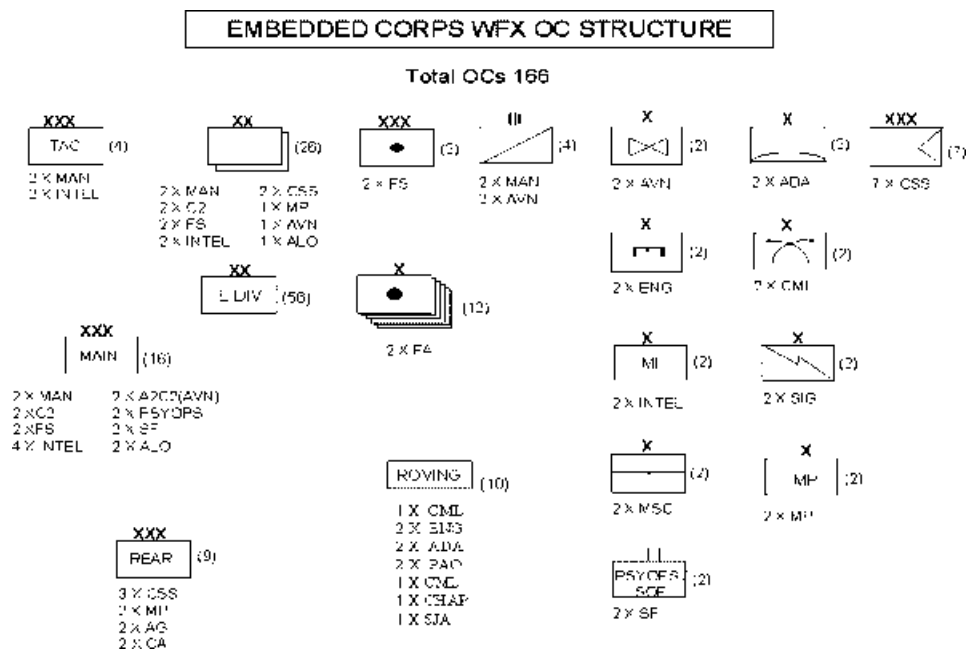 EMBEDDED CORPS WFX OC STRUCTURE
Total OCs 166
XXX
TAC (4)
2 X MAN
2 X INTEL
XX
(26)
2 X MAN 2 X CSS
2 X C2 1 X MP
2 X FS 1 X AVN
2 X INTEL 1 X ALO
XXX
2 X FS
(4)
2 X MAN
2 X AVN
X
(2)
2 X AVN
X
2 X ADA
XXX
(7)
7 X CSS
X
(2)
2 X ENG
X
(2)
2 X CML
XX
E DIV (56)
X
(12)
2 X FA
XXX
MAIN (16)
2 X MAN 2 X A2C2(AVN)
2 XC2 2 X PSYOPS
2 XFS 2 X SF
4 X INTEL 2 X ALO
X
MI (2)
2 X INTEL
X
(2)
2 X SIG
X
(2)
2 X MSC
X
MP (2)
2 X MP
ROVING (10)
1 X CML
2 X ENG
2 X ADA
2 X PAO
1 X CML
1 X CHAP
1 X SJA
XXX
REAR (9)
3 X CSS
2 X MP
2 X AG
2 X CA
PSYOPS/
SOF (2)
2 X SF